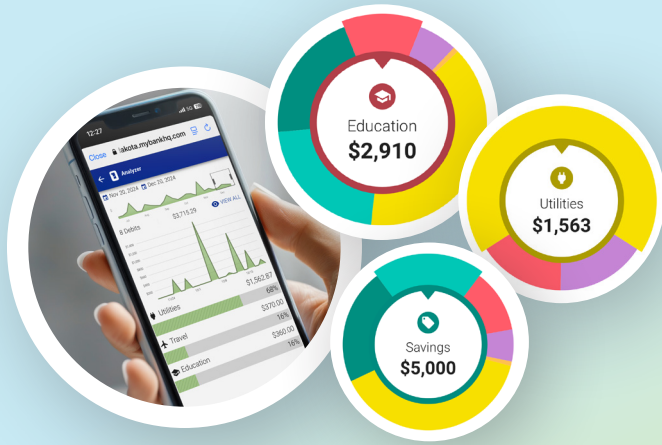 12:27
5G
Close lakota.mybankhq.com
Analyzer
Nov 20, 2024 Dec 20, 2024
8 Debits $3,715.29 VIEW ALL
Utilities $1,562.87
68%
Travel $370.00
16%
Education $360.00
16%
Education
$2,910
Utilities
$1,563
Savings
$5,000